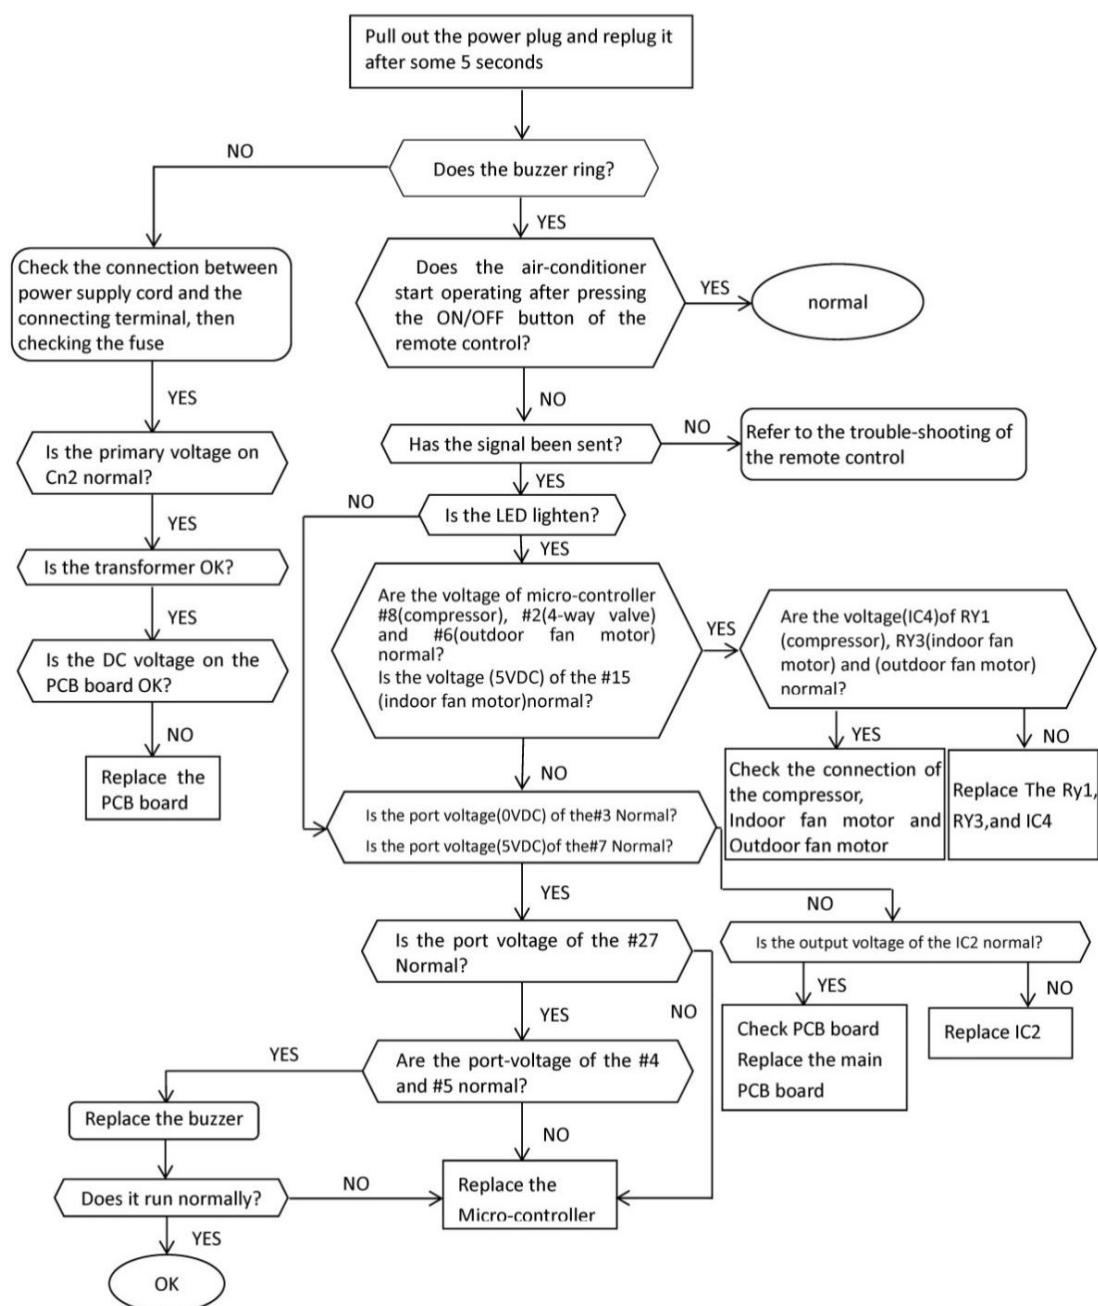 Pull out the power plug and replug it
after some 5 seconds
NO
Does the buzzer ring?
YES
Check the connection between
power supply cord and the
connecting terminal, then
checking the fuse
Does the air-conditioner
start operating after pressing
the ON/OFF button of the
remote control?
YES
normal
YES
NO
Is the primary voltage on
Cn2 normal?
Has the signal been sent?
NO
Refer to the trouble-shooting of
the remote control
YES
NO
Is the LED lighten?
YES
YES
Is the transformer OK?
YES
Is the DC voltage on the
PCB board OK?
Are the voltage of micro-controller
#8(compressor), #2(4-way valve)
and #6(outdoor fan motor)
normal?
Is the voltage (5VDC) of the #15
(indoor fan motor)normal?
YES
Are the voltage(IC4)of RY1
(compressor), RY3(indoor fan
motor) and (outdoor fan motor)
normal?
NO
Replace the
PCB board
NO
YES
NO
Check the connection of
the compressor,
Indoor fan motor and
Outdoor fan motor
Replace The Ry1,
RY3,and IC4
Is the port voltage(0VDC) of the#3 Normal?
Is the port voltage(5VDC)of the#7 Normal?
YES
NO
Is the port voltage of the #27
Normal?
Is the output voltage of the IC2 normal?
YES
NO
YES
NO
Check PCB board
Replace the main
PCB board
Replace IC2
YES
Are the port-voltage of the #4
and #5 normal?
Replace the buzzer
NO
Does it run normally?
NO
Replace the
Micro-controller
YES
OK